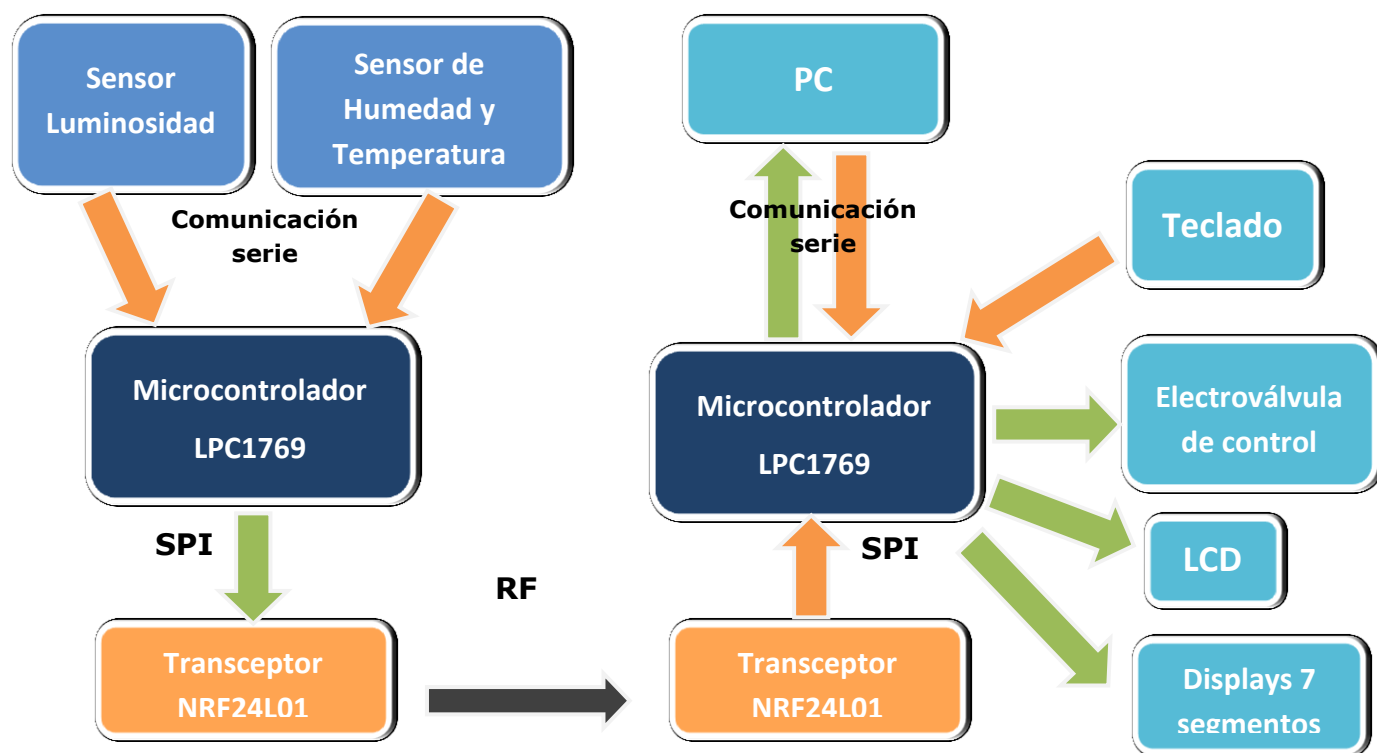 Sensor
Luminosidad
Sensor de
Humedad y
Temperatura
Comunicación
serie
Microcontrolador
LPC1769
SPI
Transceptor
NRF24L01
RF
PC
Comunicación
serie
Teclado
Microcontrolador
LPC1769
Electroválvula
de control
SPI
LCD
Transceptor
NRF24L01
Displays 7
segmentos